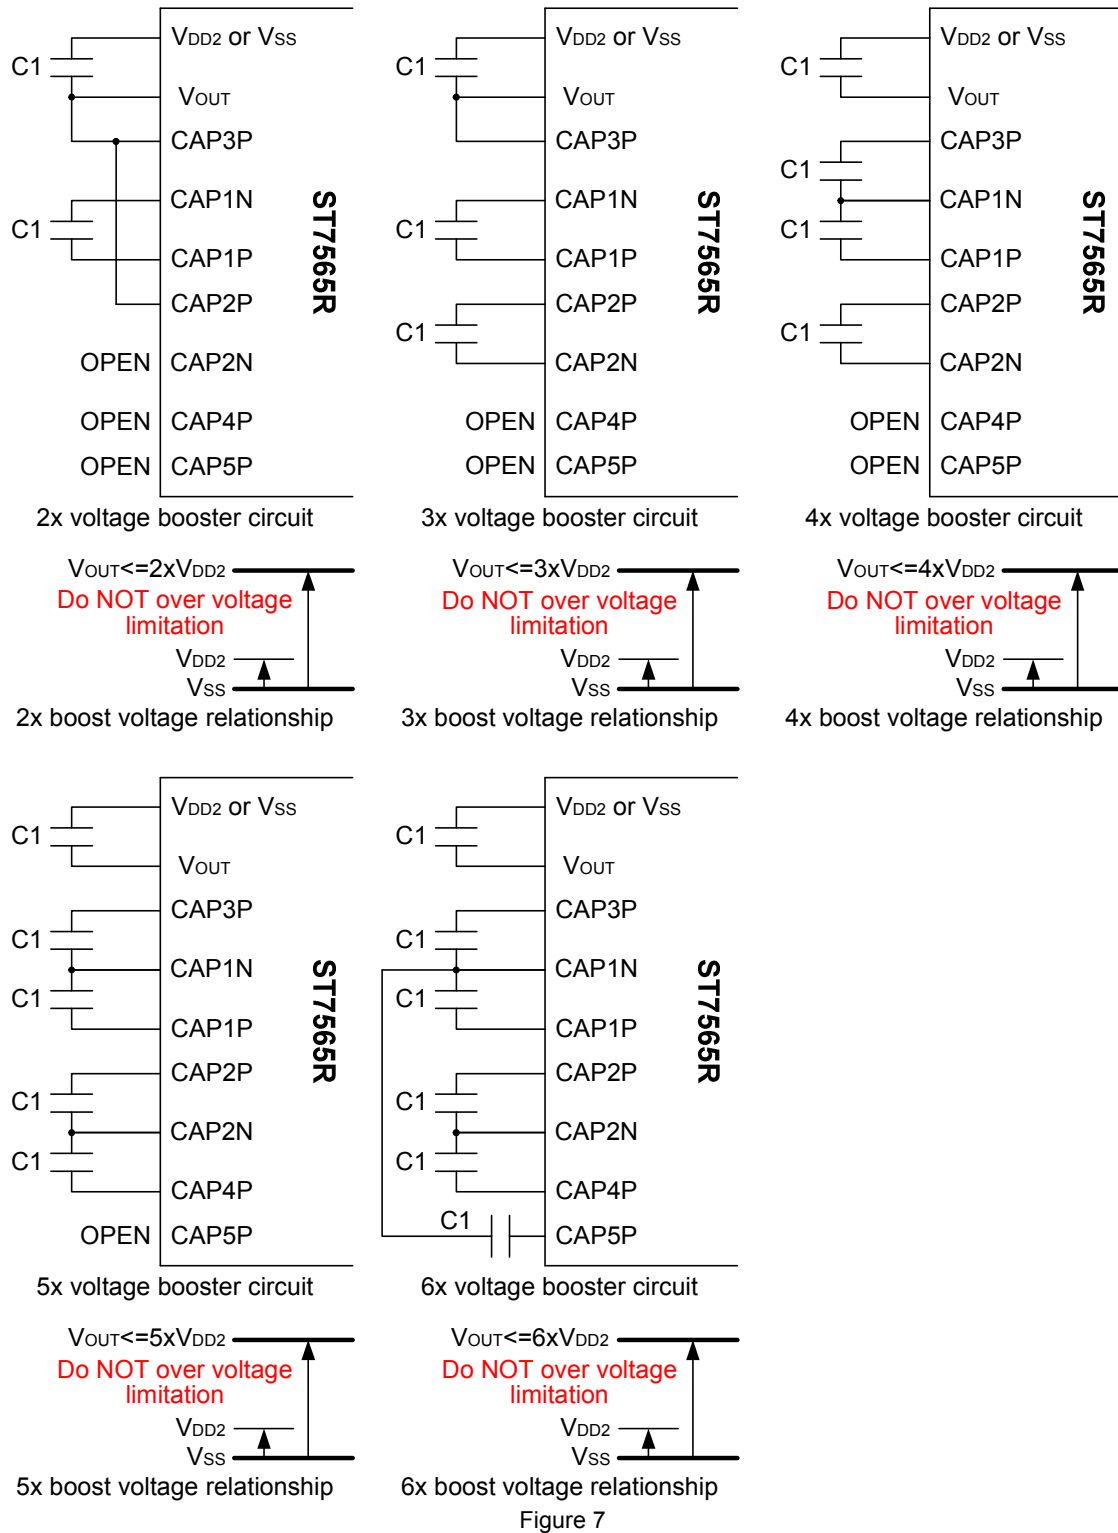 VDD2 or VSS
C1
VOUT
CAP3P
CAP1N
C1
CAP1P
CAP2P
OPEN CAP2N
OPEN CAP4P
OPEN CAP5P
ST7565R
2x voltage booster circuit
VDD2 or VSS
C1
VOUT
CAP3P
CAP1N
C1
CAP1P
CAP2P
C1
CAP2N
OPEN CAP4P
OPEN CAP5P
ST7565R
3x voltage booster circuit
VDD2 or VSS
C1
VOUT
CAP3P
C1
CAP1N
C1
CAP1P
CAP2P
C1
CAP2N
OPEN CAP4P
OPEN CAP5P
ST7565R
4x voltage booster circuit
VOUT<=2xVDD2
Do NOT over voltage
limitation
VDD2
VSS
2x boost voltage relationship
VOUT<=3xVDD2
Do NOT over voltage
limitation
VDD2
VSS
3x boost voltage relationship
VOUT<=4xVDD2
Do NOT over voltage
limitation
VDD2
VSS
4x boost voltage relationship
VDD2 or VSS
C1
VOUT
CAP3P
C1
CAP1N
C1
CAP1P
CAP2P
C1
CAP2N
C1
CAP4P
OPEN CAP5P
ST7565R
5x voltage booster circuit
VDD2 or VSS
C1
VOUT
CAP3P
C1
CAP1N
C1
CAP1P
CAP2P
C1
CAP2N
C1
CAP4P
C1
CAP5P
ST7565R
6x voltage booster circuit
VOUT<=5xVDD2
Do NOT over voltage
limitation
VDD2
VSS
5x boost voltage relationship
VOUT<=6xVDD2
Do NOT over voltage
limitation
VDD2
VSS
6x boost voltage relationship
Figure 7